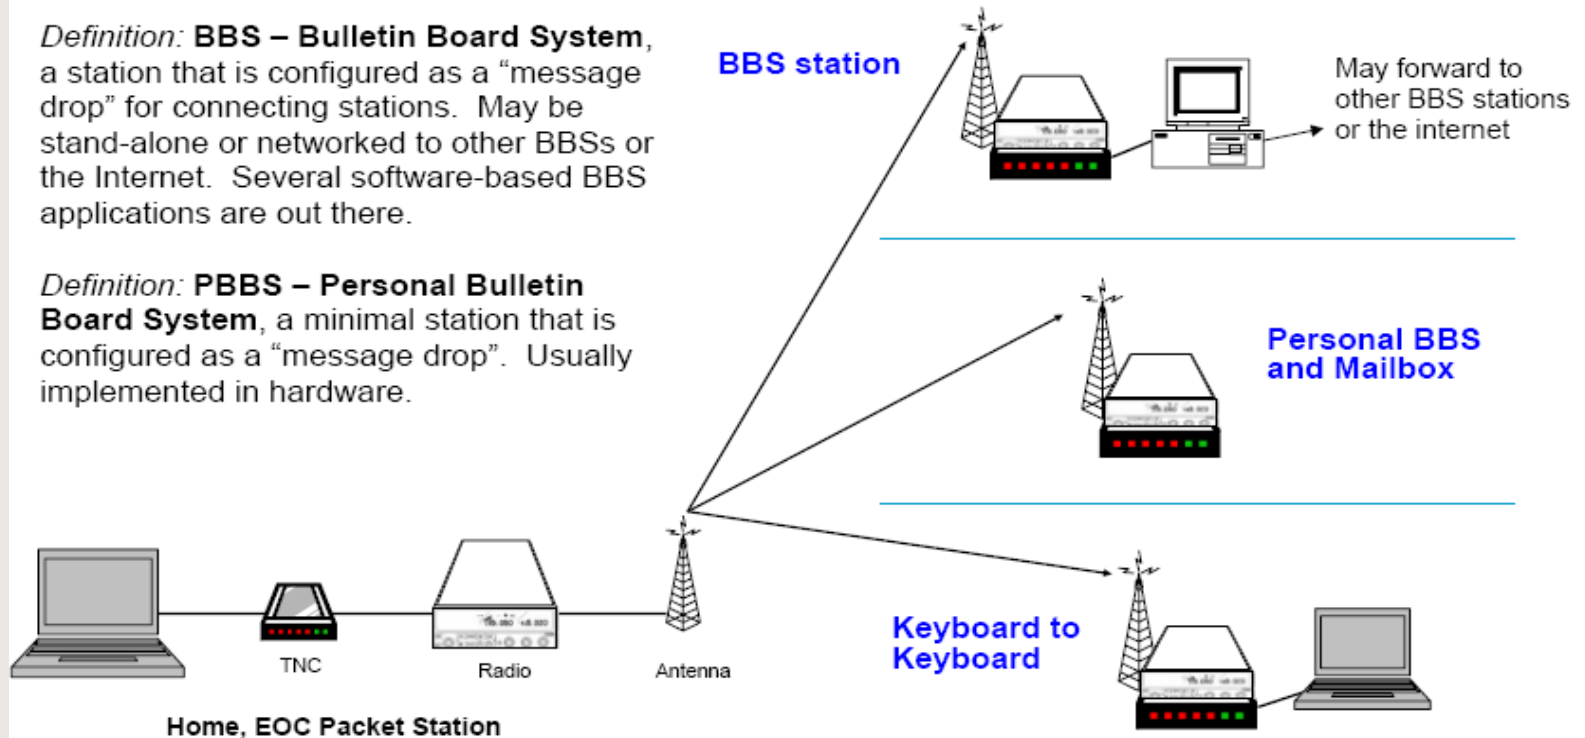 Definition: BBS – Bulletin Board System,
a station that is configured as a “message
drop” for connecting stations.  May be
stand-alone or networked to other BBSs or
the Internet.  Several software-based BBS
applications are out there.
Definition: PBBS – Personal Bulletin
Board System, a minimal station that is
configured as a “message drop”.  Usually
implemented in hardware.
BBS station
May forward to
other BBS stations
or the internet
Personal BBS
and Mailbox
Keyboard to
Keyboard
TNC
Radio
Antenna
Home, EOC Packet Station